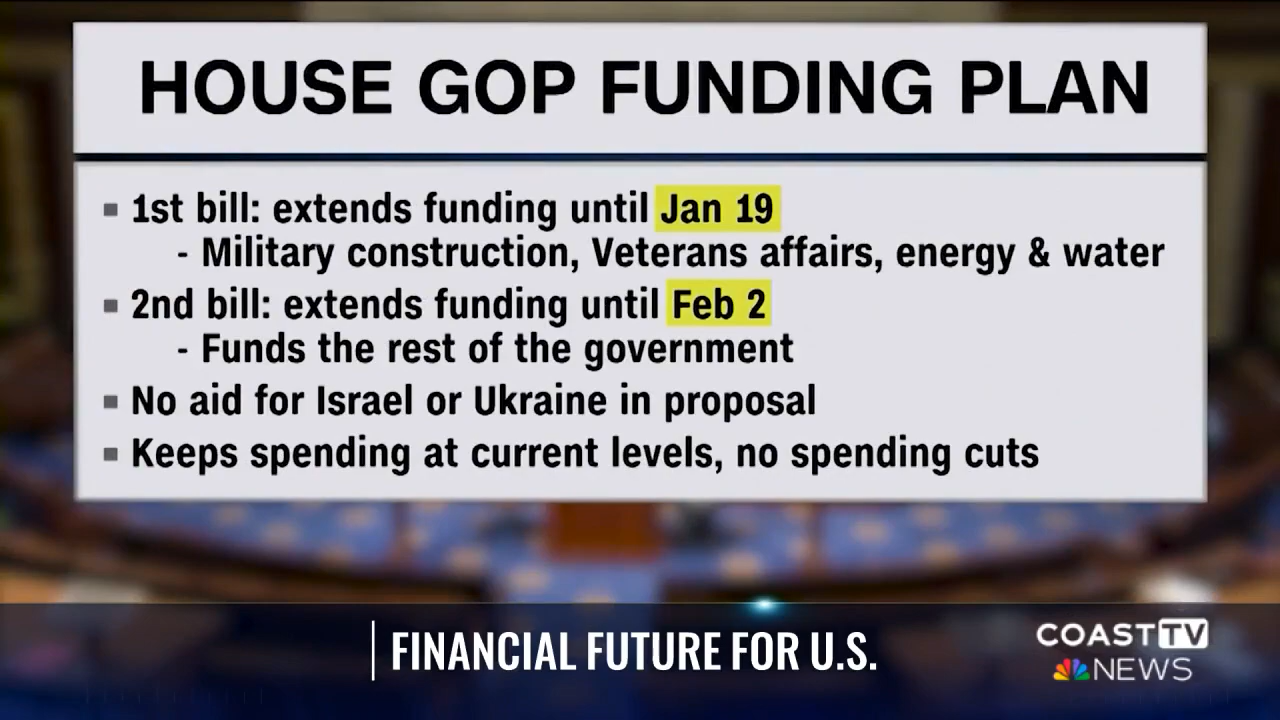 HOUSE GOP FUNDING PLAN
▪ 1st bill: extends funding until Jan 19
- Military construction, Veterans affairs, energy & water
▪ 2nd bill: extends funding until Feb 2
- Funds the rest of the government
▪ No aid for Israel or Ukraine in proposal
▪ Keeps spending at current levels, no spending cuts
FINANCIAL FUTURE FOR U.S.
COAST TV
NEWS